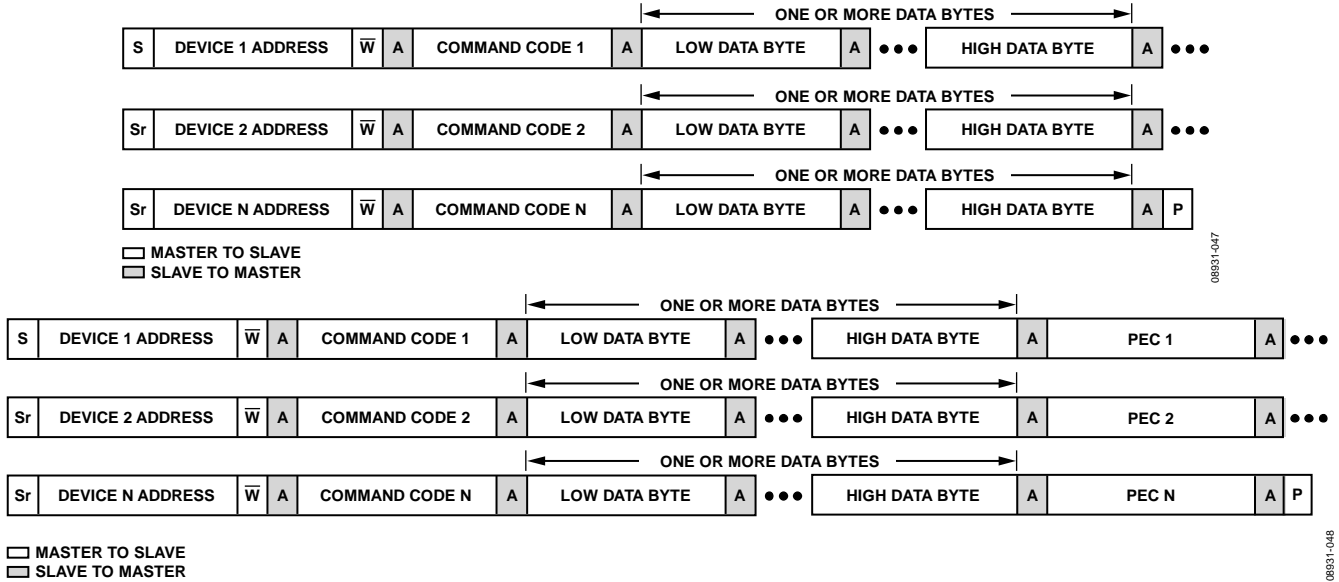 ONE OR MORE DATA BYTES
S DEVICE 1 ADDRESS W̅ A COMMAND CODE 1 A LOW DATA BYTE A ●●● HIGH DATA BYTE A ●●●
ONE OR MORE DATA BYTES
Sr DEVICE 2 ADDRESS W̅ A COMMAND CODE 2 A LOW DATA BYTE A ●●● HIGH DATA BYTE A ●●●
ONE OR MORE DATA BYTES
Sr DEVICE N ADDRESS W̅ A COMMAND CODE N A LOW DATA BYTE A ●●● HIGH DATA BYTE A P
MASTER TO SLAVE
SLAVE TO MASTER
08931-047
ONE OR MORE DATA BYTES
S DEVICE 1 ADDRESS W̅ A COMMAND CODE 1 A LOW DATA BYTE A ●●● HIGH DATA BYTE A PEC 1 A ●●●
ONE OR MORE DATA BYTES
Sr DEVICE 2 ADDRESS W̅ A COMMAND CODE 2 A LOW DATA BYTE A ●●● HIGH DATA BYTE A PEC 2 A ●●●
ONE OR MORE DATA BYTES
Sr DEVICE N ADDRESS W̅ A COMMAND CODE N A LOW DATA BYTE A ●●● HIGH DATA BYTE A PEC N A P
MASTER TO SLAVE
SLAVE TO MASTER
08931-048